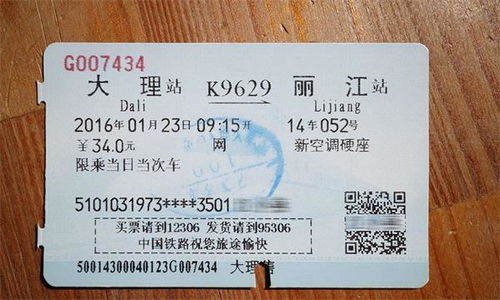 G007434
大理站 K9629 丽江站
Dali Lijiang
2016年01月23日09:15开 14车052号
￥34.0元 网 新空调硬座
限乘当日当次车
5101031973****3501
买票请到12306 发货请到95306
中国铁路祝您旅途愉快
50014300040123G007434 大理售